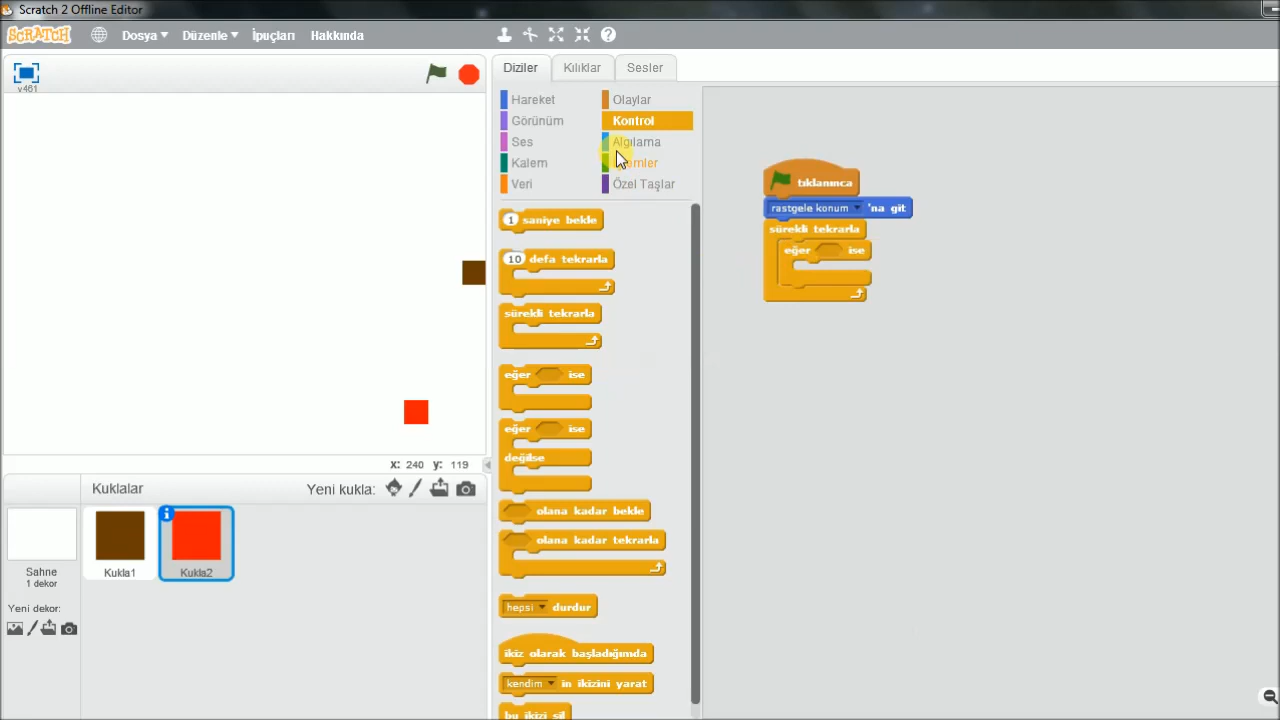 Scratch 2 Offline Editor
SCRATCH
Dosya
Düzenle
İpuçları
Hakkında
v461
Diziler
Kılıklar
Sesler
Hareket
Görünüm
Ses
Kalem
Veri
Olaylar
Kontrol
Algılama
Özel Taşlar
1 saniye bekle
10 defa tekrarla
sürekli tekrarla
eğer ise
eğer ise
değilse
olana kadar bekle
olana kadar tekrarla
hepsi durdur
ikiz olarak başladığımda
kendim in ikizini yarat
bu ikizi sil
tıklanınca
rastgele konum 'na git
sürekli tekrarla
eğer ise
x: 240 y: 119
Kuklalar
Yeni kukla:
Sahne
1 dekor
Yeni dekor:
Kukla1
Kukla2